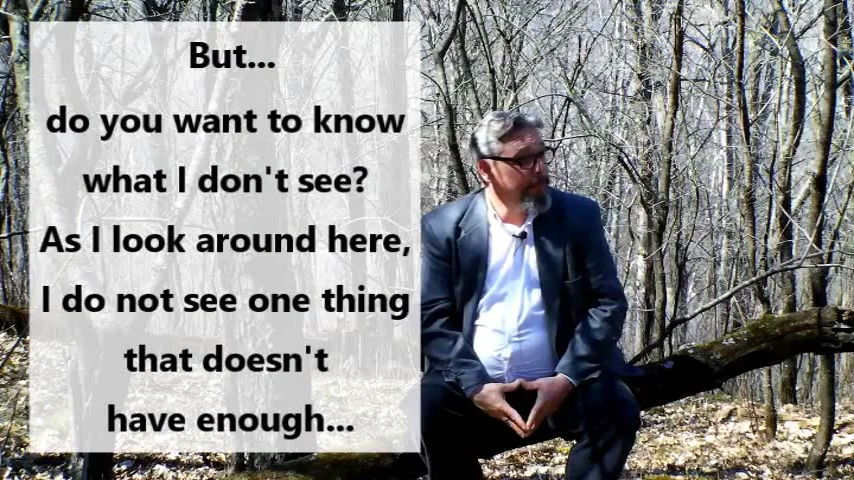 But...
do you want to know
what I don't see?
As I look around here,
I do not see one thing
that doesn't
have enough...